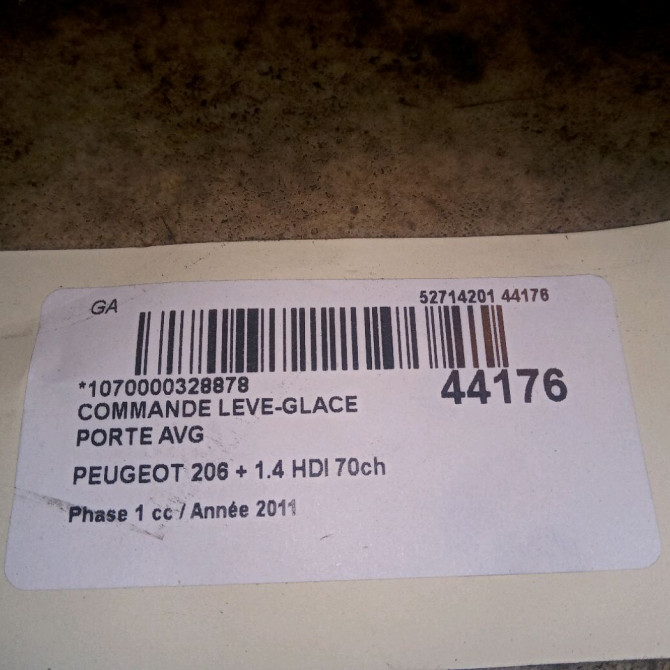 GA
52714201 44176
*1070000328878
44176
COMMANDE LEVE-GLACE
PORTE AVG
PEUGEOT 206 + 1.4 HDI 70ch
Phase 1 cc / Année 2011